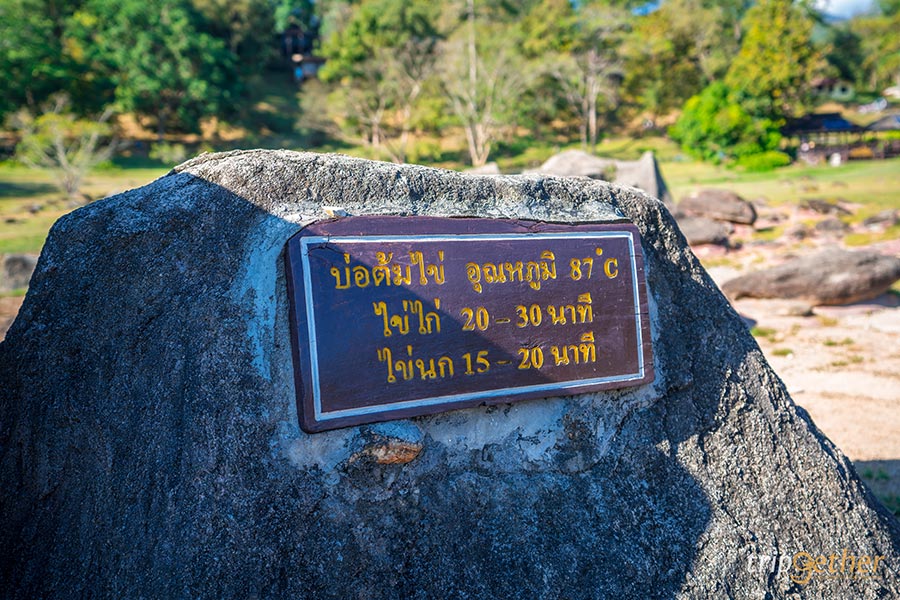 บ่อต้มไข่ อุณหภูมิ 87°C
ไข่ไก่ 20 - 30 นาที
ไข่นก 15 - 20 นาที
tripgether